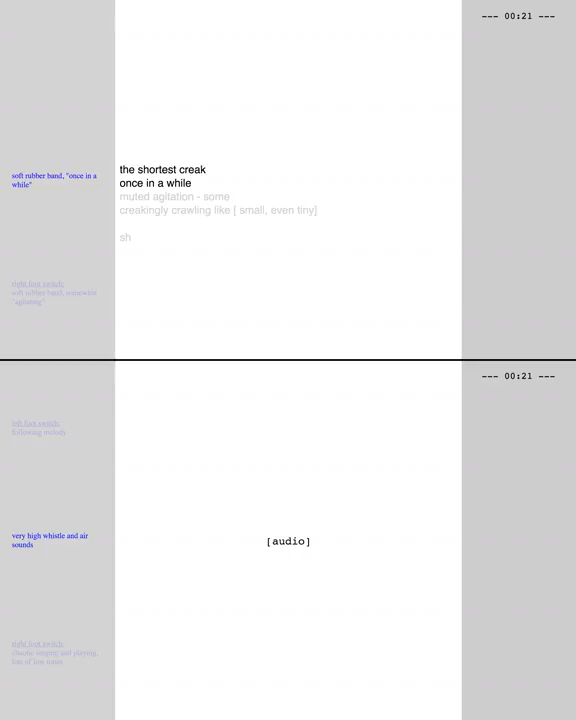 --- 00:21 ---
the shortest creak
soft rubber band, "once in a
while"
once in a while
muted agitation - some
creakingly crawling like [ small, even tiny]
sh
right foot switch:
soft rubber band, somewhat
"agitating"
--- 00:21 ---
left foot switch:
following melody
very high whistle and air
sounds
[audio]
right foot switch:
chaotic singing and playing,
lots of fast tones